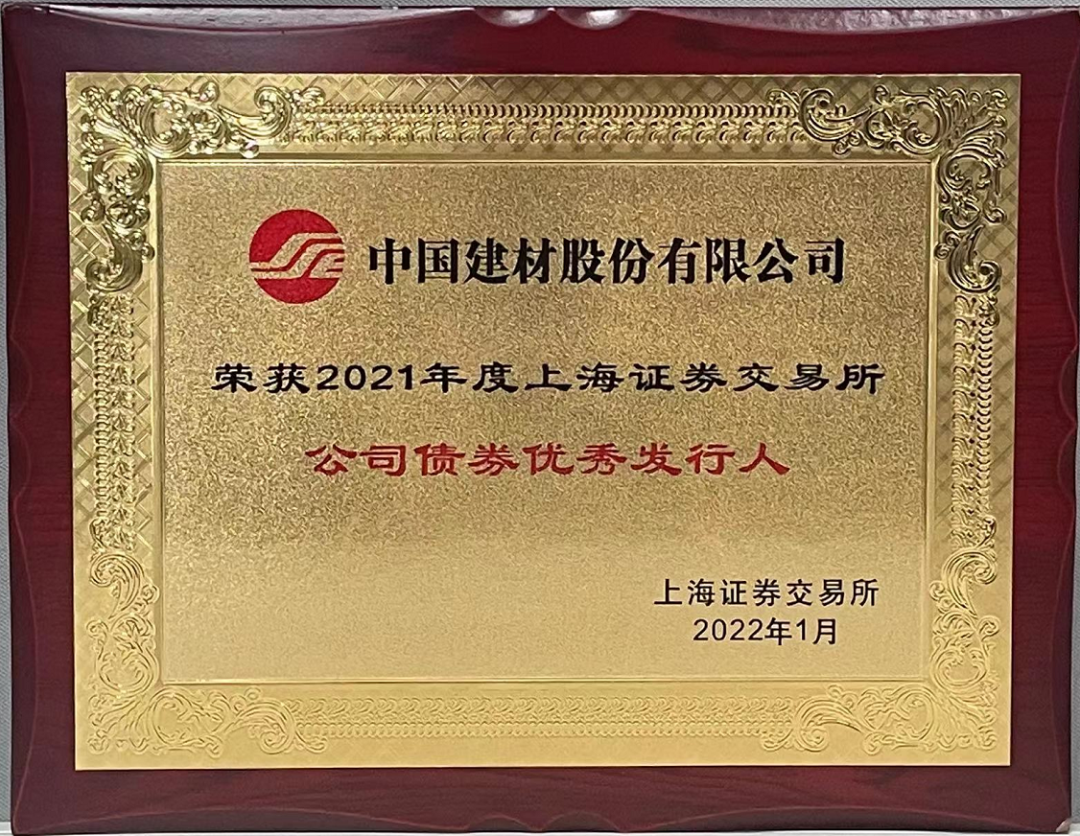 中国建材股份有限公司
荣获2021年度上海证券交易所
公司债券优秀发行人
上海证券交易所
2022年1月